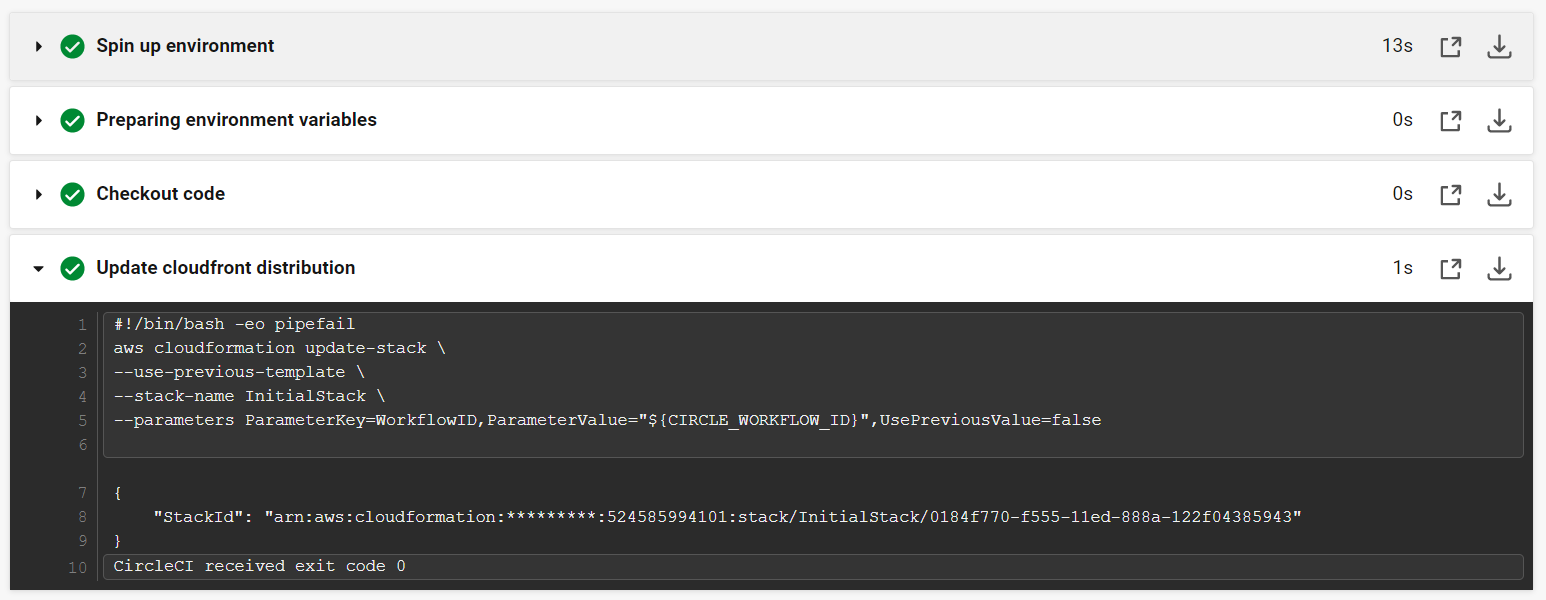 Spin up environment 13s
Preparing environment variables 0s
Checkout code 0s
Update cloudfront distribution 1s
1 #!/bin/bash -eo pipefail
2 aws cloudformation update-stack \
3 --use-previous-template \
4 --stack-name InitialStack \
5 --parameters ParameterKey=WorkflowID,ParameterValue="${CIRCLE_WORKFLOW_ID}",UsePreviousValue=false
6
7 {
8     "StackId": "arn:aws:cloudformation:*********:524585994101:stack/InitialStack/0184f770-f555-11ed-888a-122f04385943"
9 }
10 CircleCI received exit code 0